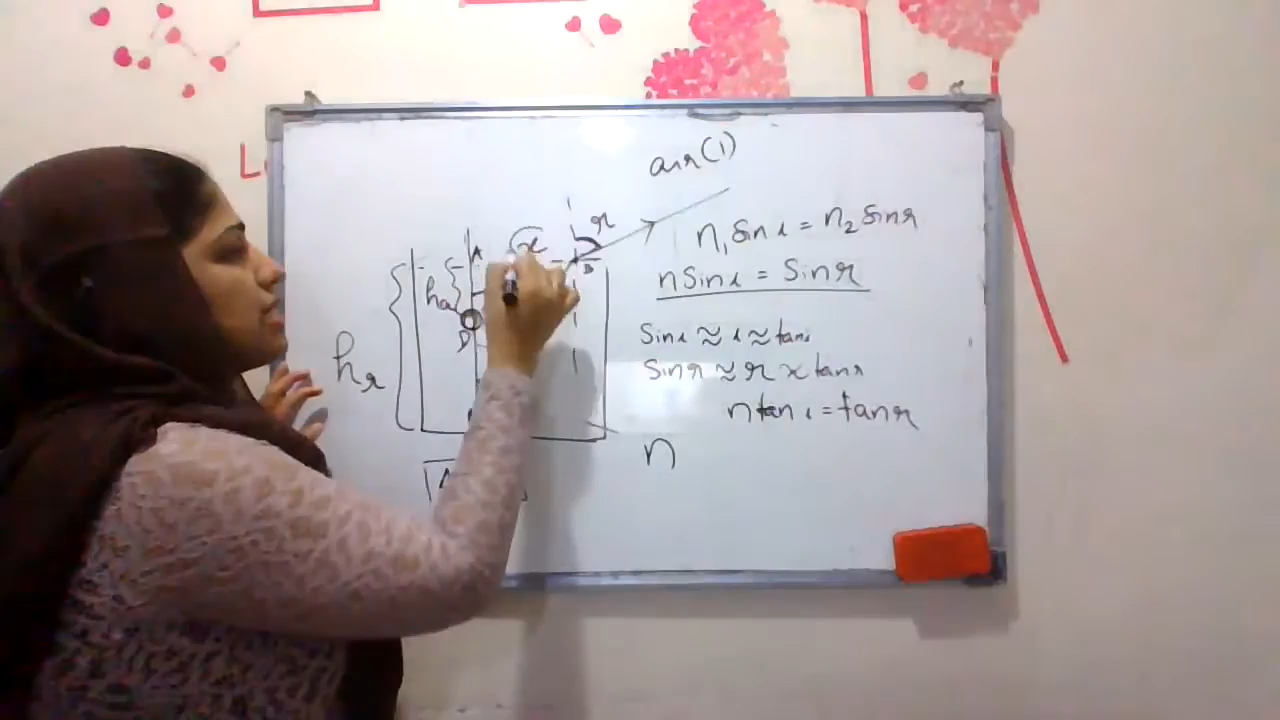 air(1)
r
x
A
B
n₁ sin i = n₂ sin r
n sin i = sin r
ha
D
hr
sin i ≈ i ≈ tan i
sin r ≈ r x tan r
n tan i = tan r
n
L